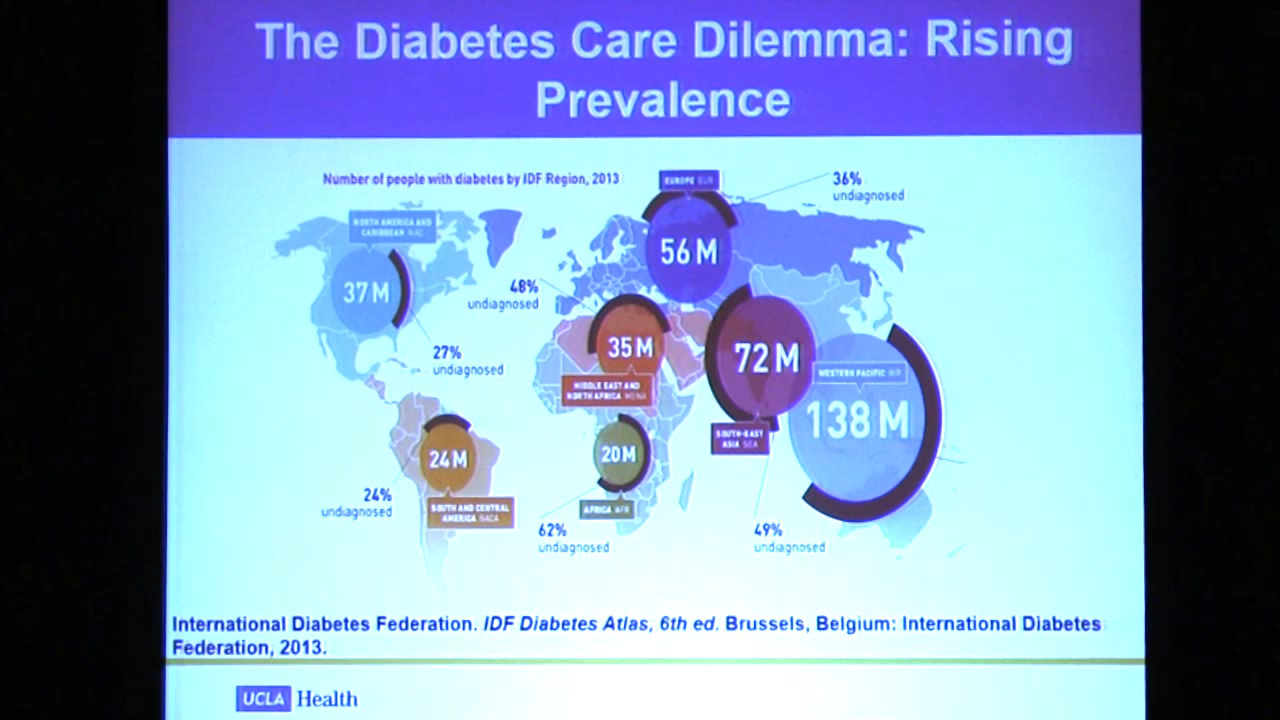 The Diabetes Care Dilemma: Rising
Prevalence
Number of people with diabetes by IDF Region, 2013
EUROPE EUR
36%
undiagnosed
NORTH AMERICA AND
CARIBBEAN NAC
56 M
37 M
48%
undiagnosed
27%
undiagnosed
35 M
MIDDLE EAST AND
NORTH AFRICA MENA
72 M
WESTERN PACIFIC WP
138 M
SOUTH-EAST
ASIA SEA
24 M
SOUTH AND CENTRAL
AMERICA SACA
20 M
AFRICA AFR
24%
undiagnosed
62%
undiagnosed
49%
undiagnosed
International Diabetes Federation. IDF Diabetes Atlas, 6th ed. Brussels, Belgium: International Diabetes
Federation, 2013.
UCLA Health